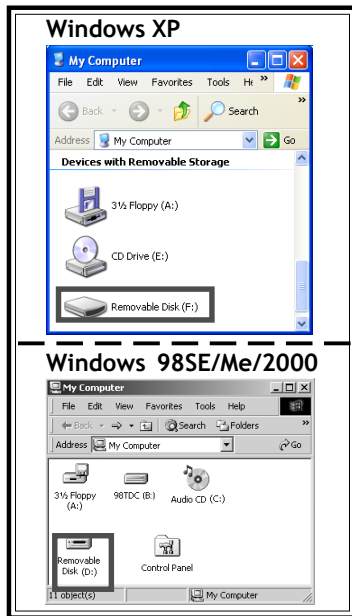 Windows XP
My Computer
File Edit View Favorites Tools He »
Back Search »
Address My Computer Go
Devices with Removable Storage
3½ Floppy (A:)
CD Drive (E:)
Removable Disk (F:)
Windows 98SE/Me/2000
My Computer
File Edit View Favorites Tools Help
Back Search Folders »
Address My Computer Go
3½ Floppy (A:)
98TDC (B:)
Audio CD (C:)
Removable Disk (D:)
Control Panel
11 object(s) My Computer